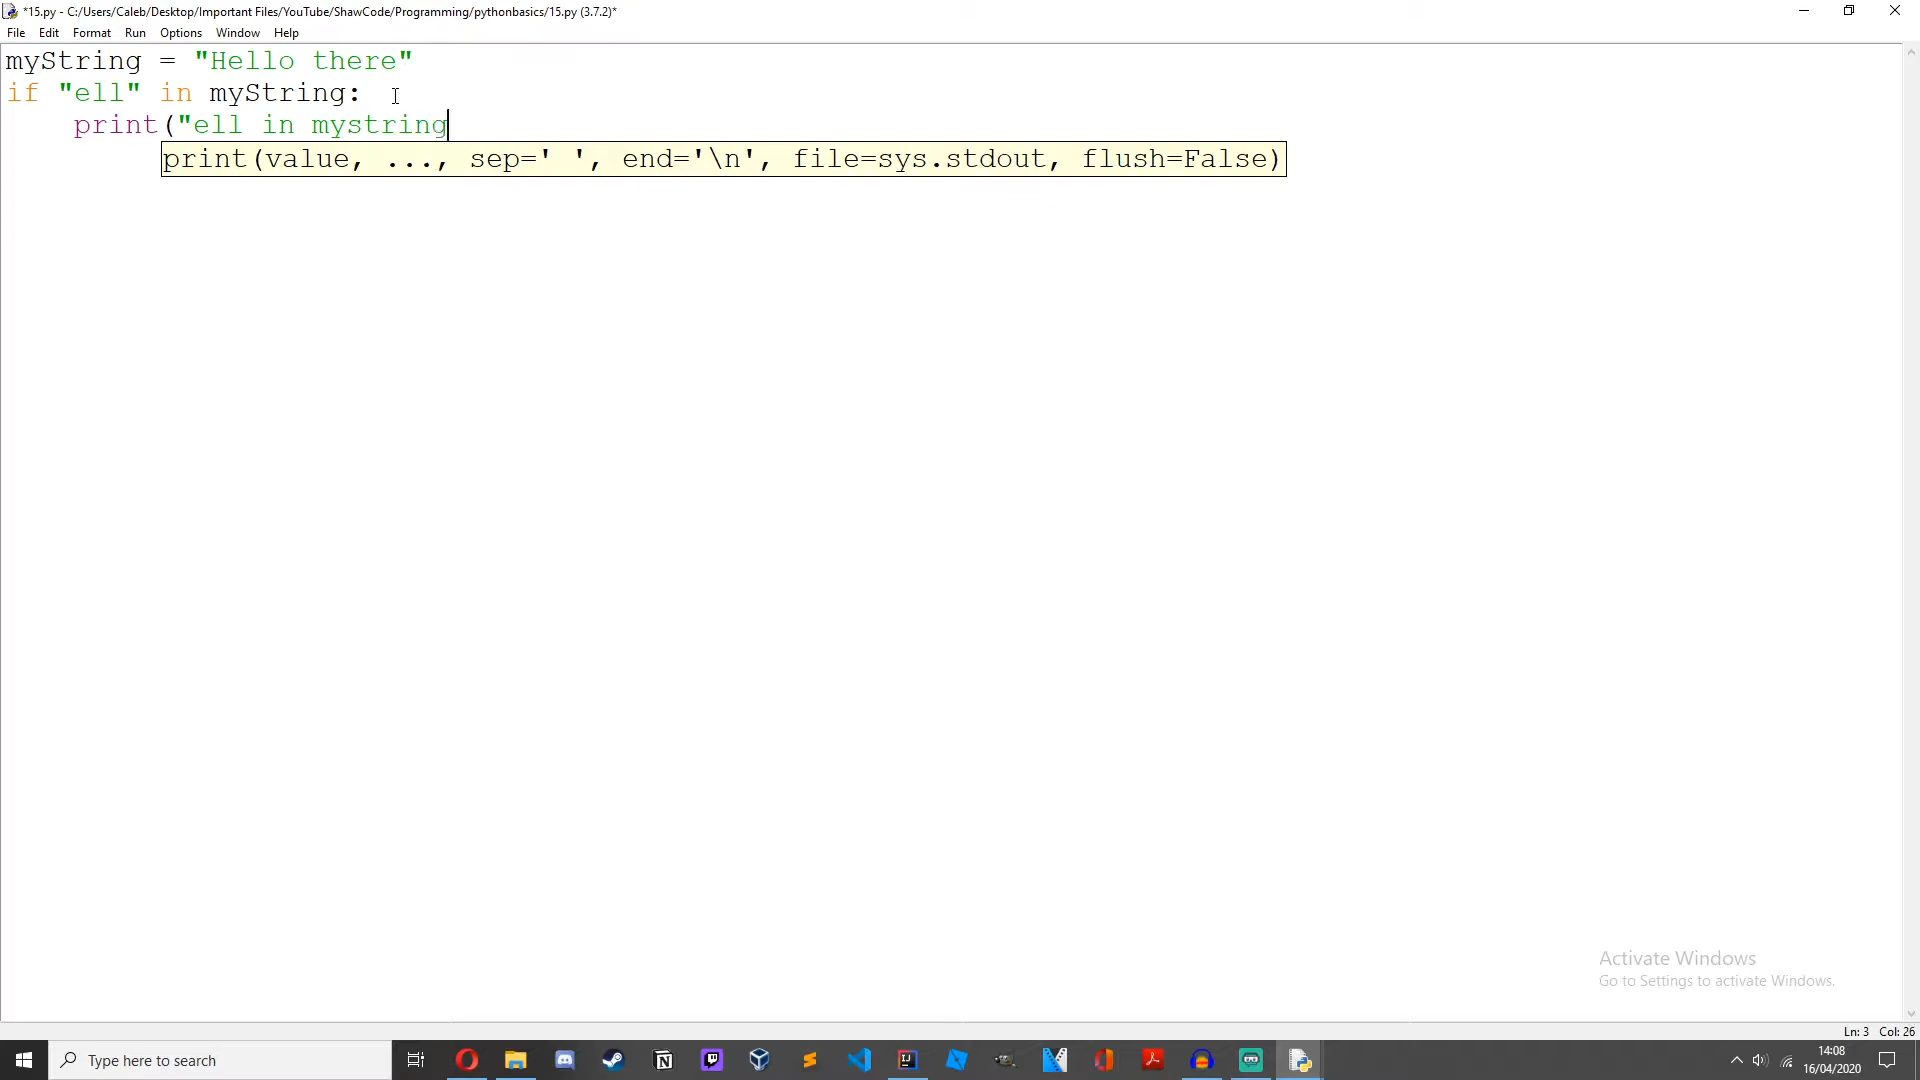 *15.py - C:/Users/Caleb/Desktop/Important Files/YouTube/ShawCode/Programming/pythonbasics/15.py (3.7.2)*
File Edit Format Run Options Window Help
myString = "Hello there"
if "ell" in myString:
    print("ell in mystring
print(value, ..., sep=' ', end='\n', file=sys.stdout, flush=False)
Activate Windows
Go to Settings to activate Windows.
Ln: 3 Col: 26
Type here to search
14:08
16/04/2020